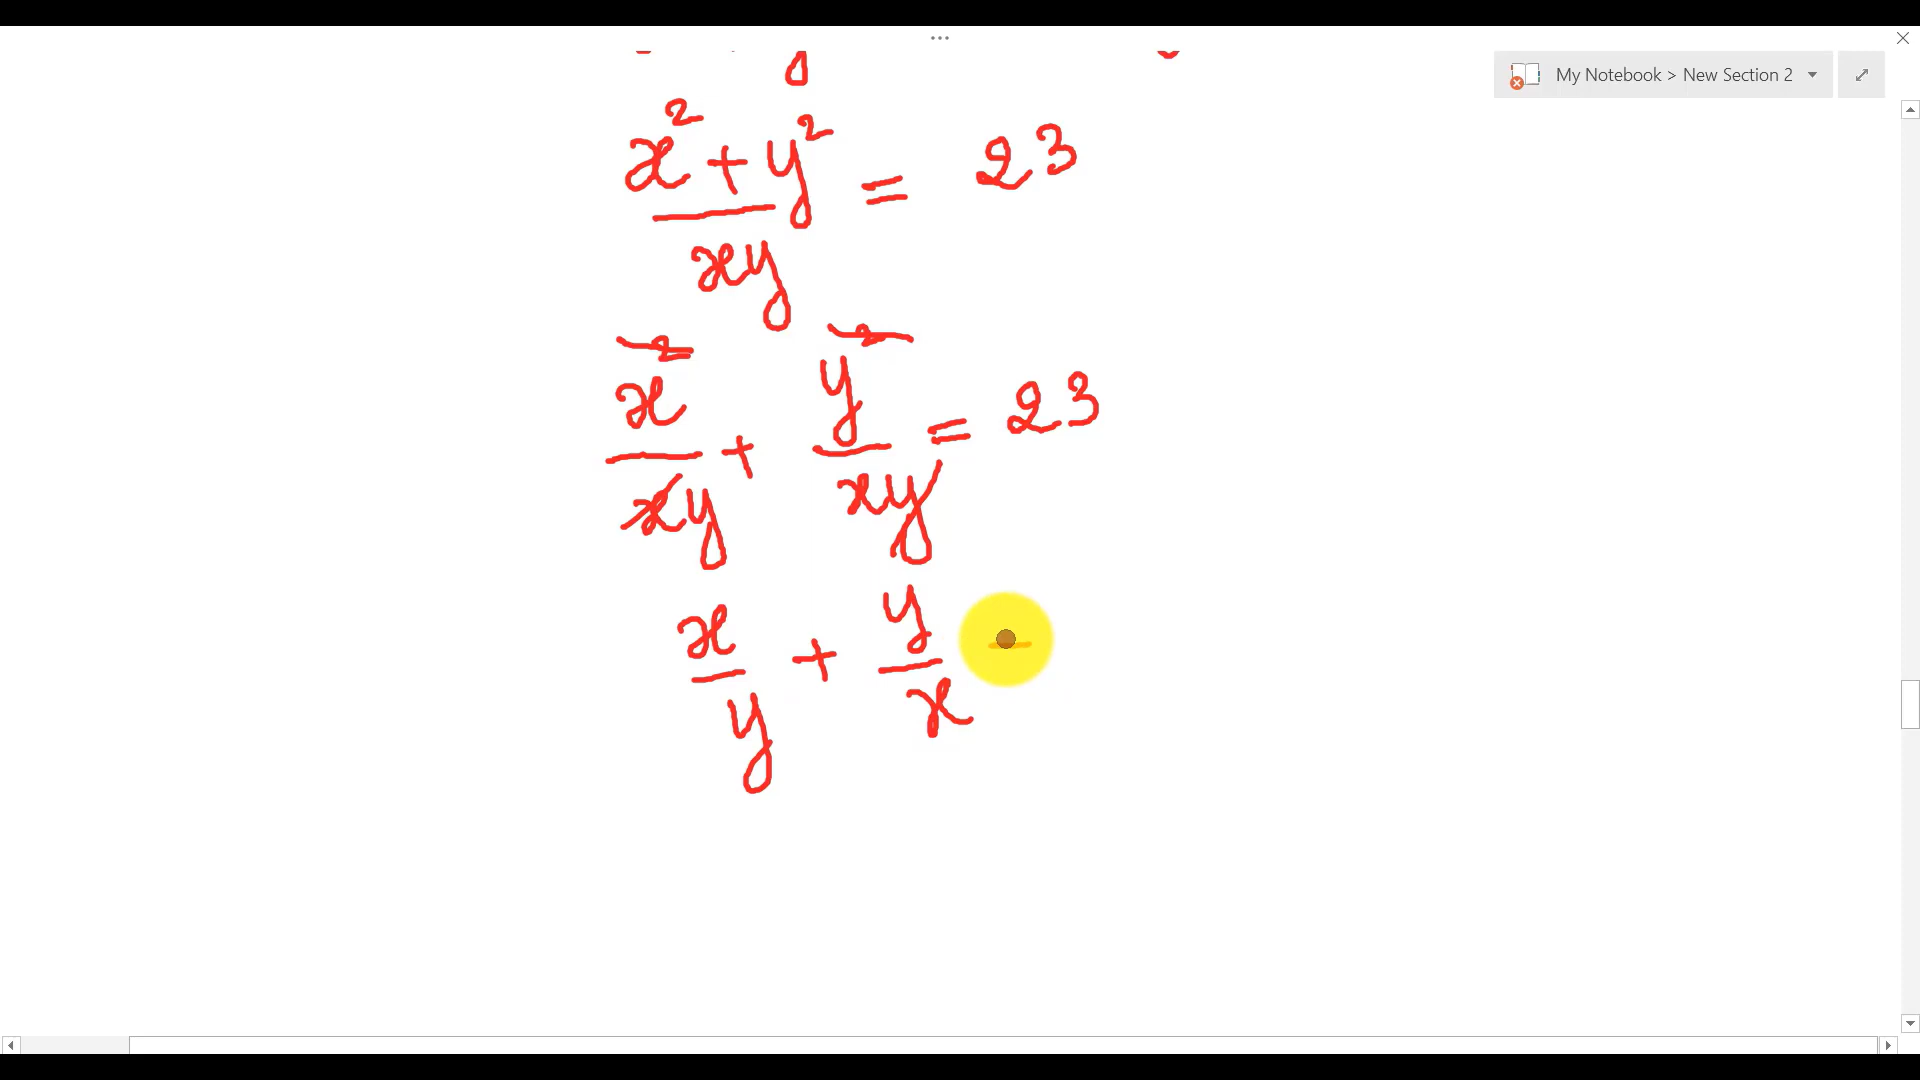 My Notebook > New Section 2
x² + y² / xy = 23
x² / xy + y² / xy = 23
x / y + y / x